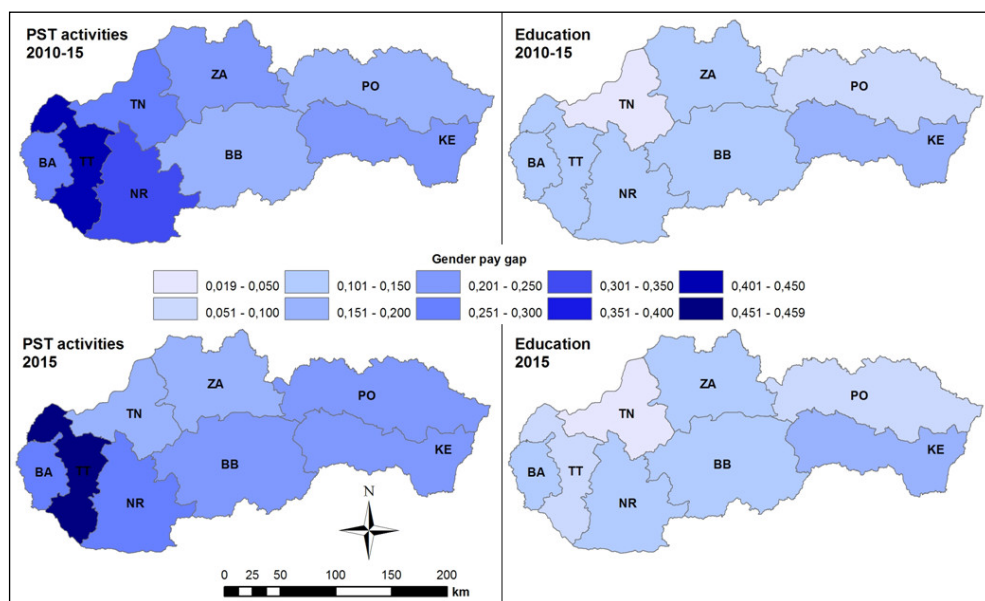 PST activities
2010-15
ZA
PO
TN
KE
BA
TT
BB
NR
Education
2010-15
ZA
PO
TN
KE
BA
TT
BB
NR
Gender pay gap
0,019 - 0,050
0,101 - 0,150
0,201 - 0,250
0,301 - 0,350
0,401 - 0,450
0,051 - 0,100
0,151 - 0,200
0,251 - 0,300
0,351 - 0,400
0,451 - 0,459
PST activities
2015
ZA
PO
TN
KE
BA
TT
BB
NR
N
0 25 50 100 150 200
km
Education
2015
ZA
PO
TN
KE
BA
TT
BB
NR